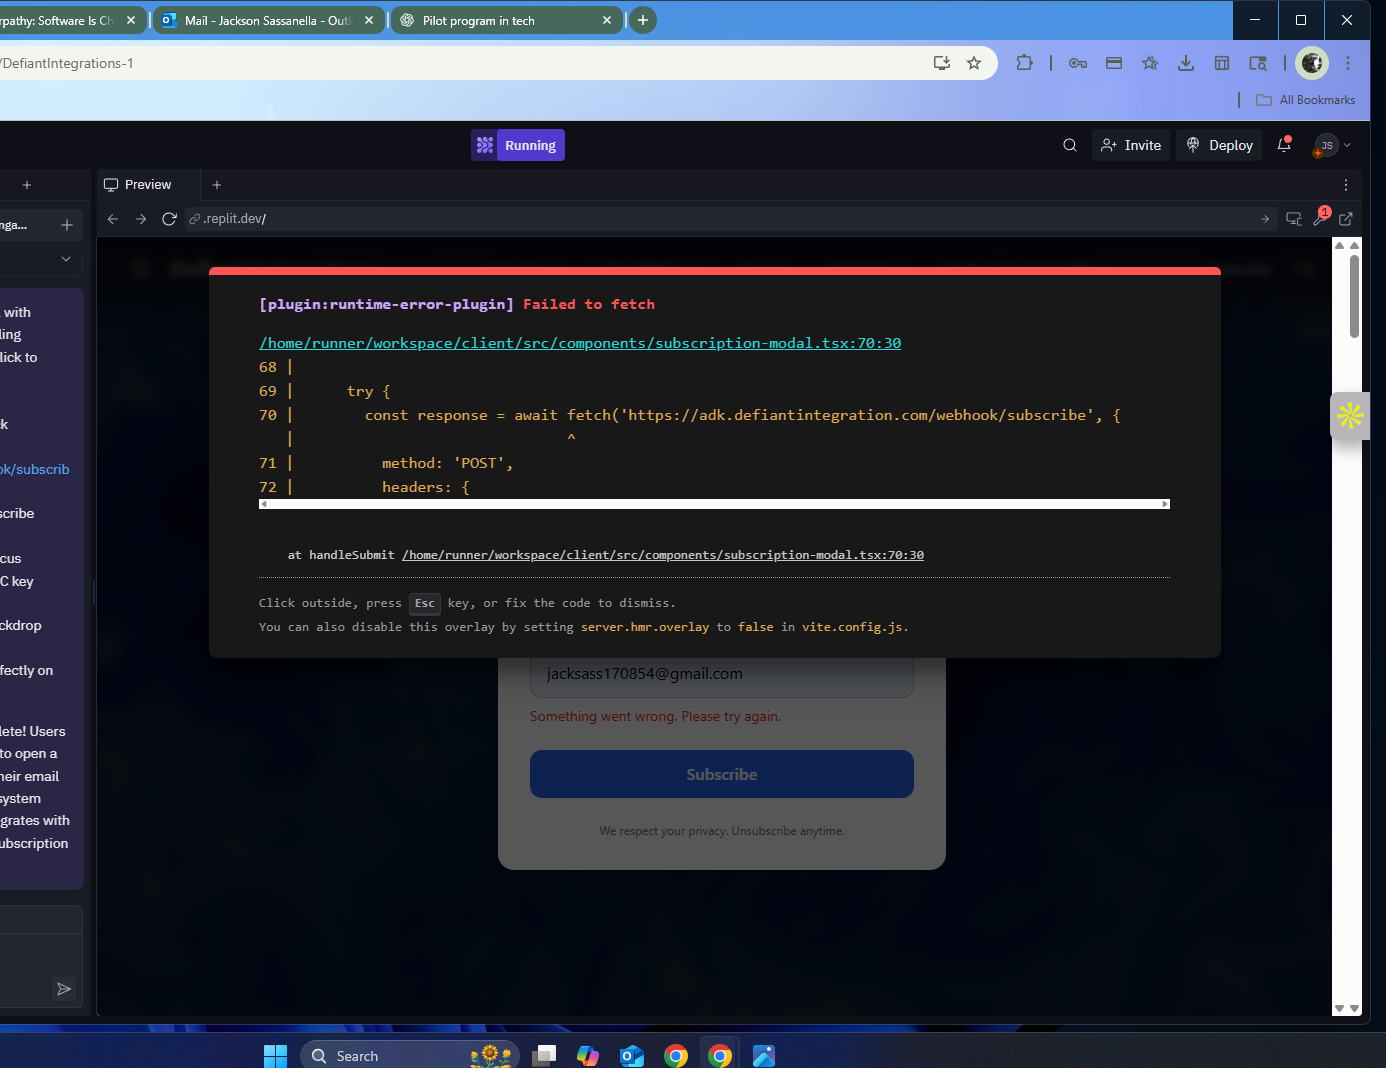 rpathy: Software Is Ch
Mail - Jackson Sassanella - Outl
Pilot program in tech
/DefiantIntegrations-1
All Bookmarks
Running
Invite
Deploy
JS
Preview
nga...
.replit.dev/
1
with
ling
lick to
ck
ok/subscrib
scribe
cus
C key
ckdrop
fectly on
lete! Users
to open a
heir email
system
grates with
ubscription
[plugin:runtime-error-plugin] Failed to fetch
/home/runner/workspace/client/src/components/subscription-modal.tsx:70:30
68 |
69 | try {
70 | const response = await fetch('https://adk.defiantintegration.com/webhook/subscribe', {
| ^
71 | method: 'POST',
72 | headers: {
at handleSubmit /home/runner/workspace/client/src/components/subscription-modal.tsx:70:30
Click outside, press Esc key, or fix the code to dismiss.
You can also disable this overlay by setting server.hmr.overlay to false in vite.config.js.
jacksass170854@gmail.com
Something went wrong. Please try again.
Subscribe
We respect your privacy. Unsubscribe anytime.
Search